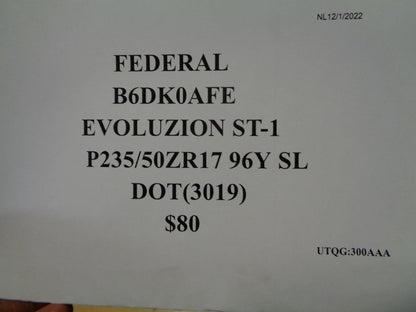 NL12/1/2022
FEDERAL
B6DK0AFE
EVOLUZION ST-1
P235/50ZR17 96Y SL
DOT(3019)
$80
UTQG:300AAA